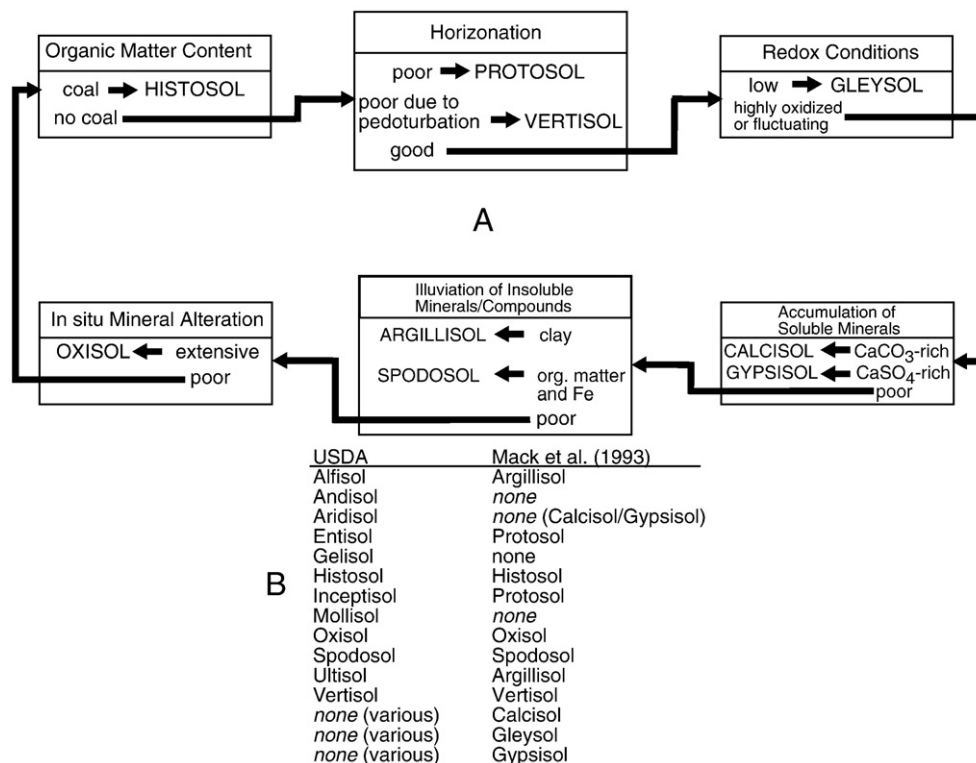 Organic Matter Content
coal HISTOSOL
no coal
Horizonation
poor PROTOSOL
poor due to
pedoturbation VERTISOL
good
Redox Conditions
low GLEYSOL
highly oxidized
or fluctuating
A
In situ Mineral Alteration
OXISOL extensive
poor
Illuviation of Insoluble
Minerals/Compounds
ARGILLISOL clay
SPODOSOL org. matter
and Fe
poor
Accumulation of
Soluble Minerals
CALCISOL CaCO3-rich
GYPSISOL CaSO4-rich
poor
B
USDA Mack et al. (1993)
Alfisol Argillisol
Andisol none
Aridisol none (Calcisol/Gypsisol)
Entisol Protosol
Gelisol none
Histosol Histosol
Inceptisol Protosol
Mollisol none
Oxisol Oxisol
Spodosol Spodosol
Ultisol Argillisol
Vertisol Vertisol
none (various) Calcisol
none (various) Gleysol
none (various) Gypsisol